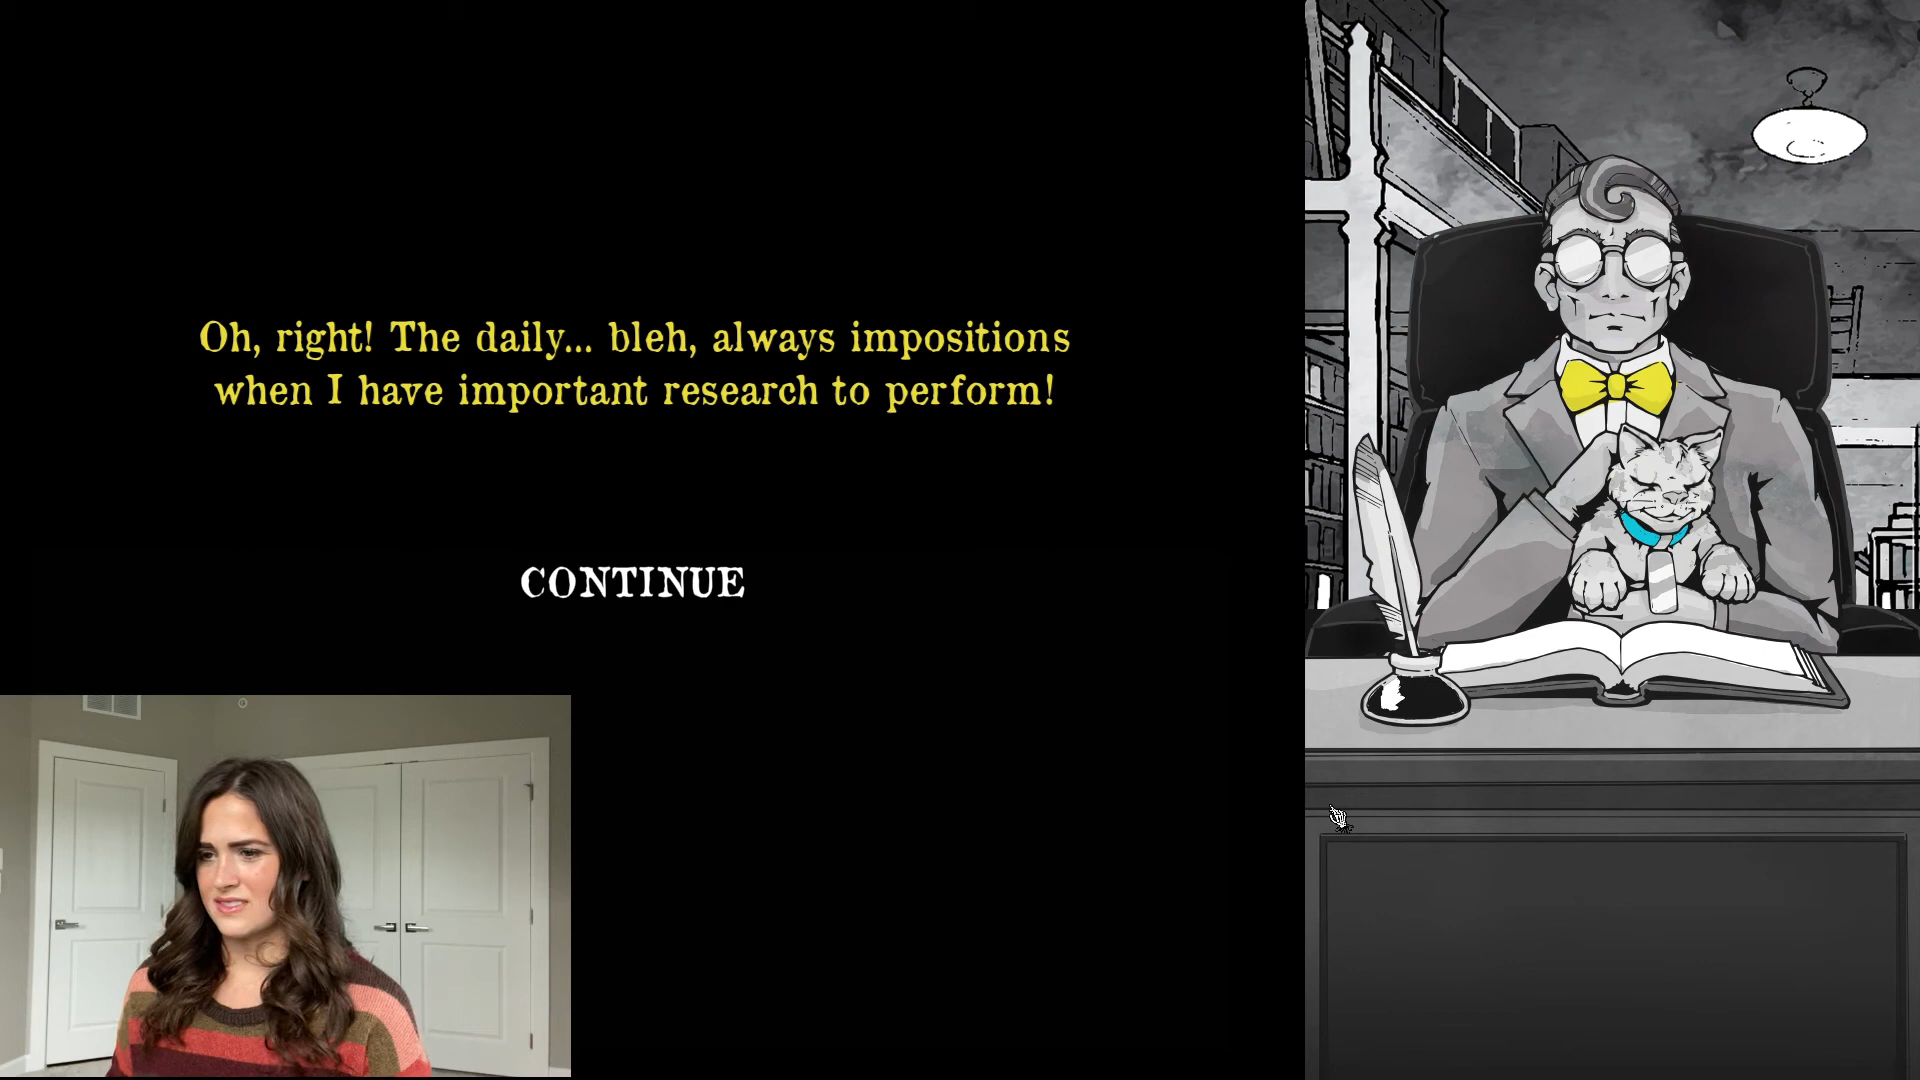 Oh, right! The daily... bleh, always impositions
when I have important research to perform!
CONTINUE